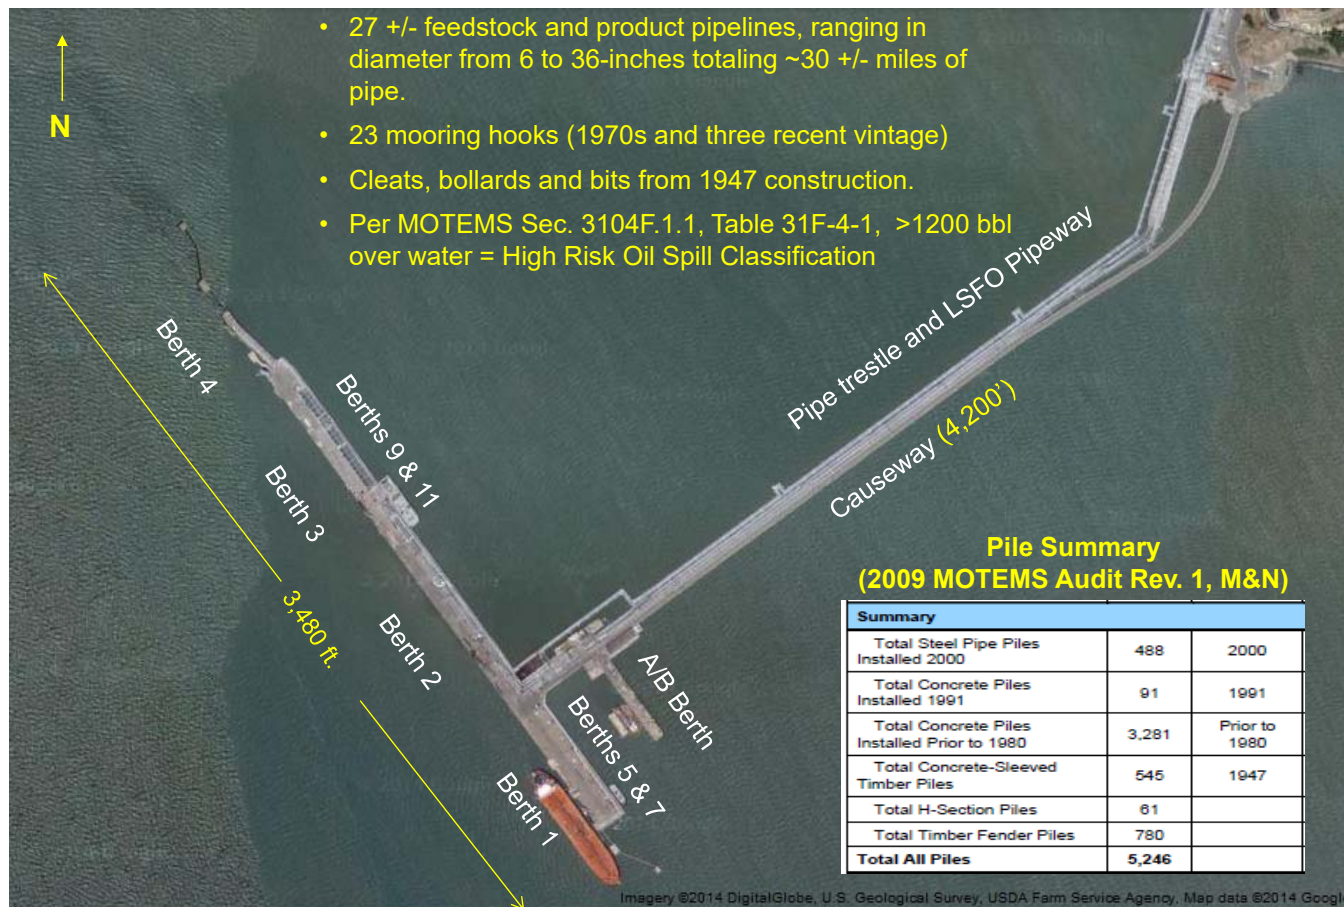 • 27 +/- feedstock and product pipelines, ranging in
diameter from 6 to 36-inches totaling ~30 +/- miles of
pipe.
• 23 mooring hooks (1970s and three recent vintage)
• Cleats, bollards and bits from 1947 construction.
• Per MOTEMS Sec. 3104F.1.1, Table 31F-4-1, >1200 bbl
over water = High Risk Oil Spill Classification
N
Berth 4
Berths 9 & 11
Berth 3
3,480 ft.
Berth 2
Berth 1
Berths 5 & 7
A/B Berth
Pipe trestle and LSFO Pipeway
Causeway (4,200’)
Pile Summary
(2009 MOTEMS Audit Rev. 1, M&N)
Summary
Total Steel Pipe Piles
Installed 2000 488 2000
Total Concrete Piles
Installed 1991 91 1991
Total Concrete Piles
Installed Prior to 1980 3,281 Prior to
1980
Total Concrete-Sleeved
Timber Piles 545 1947
Total H-Section Piles 61
Total Timber Fender Piles 780
Total All Piles 5,246
Imagery ©2014 DigitalGlobe, U.S. Geological Survey, USDA Farm Service Agency, Map data ©2014 Googl